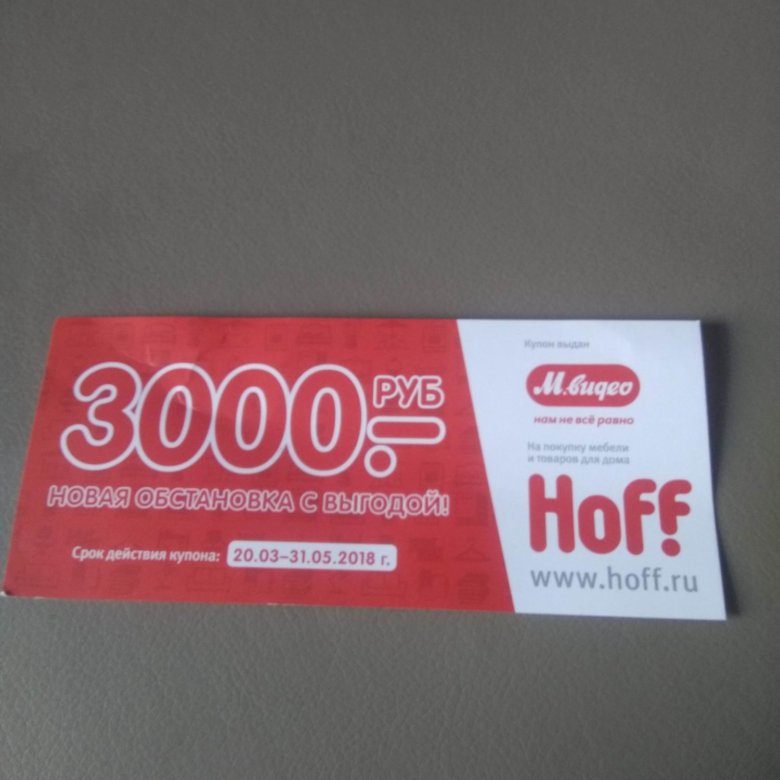 3000.– РУБ
НОВАЯ ОБСТАНОВКА С ВЫГОДОЙ!
Срок действия купона: 20.03–31.05.2018 г.
Купон выдан
М.видео
нам не всё равно
На покупку мебели
и товаров для дома
Hoff
www.hoff.ru